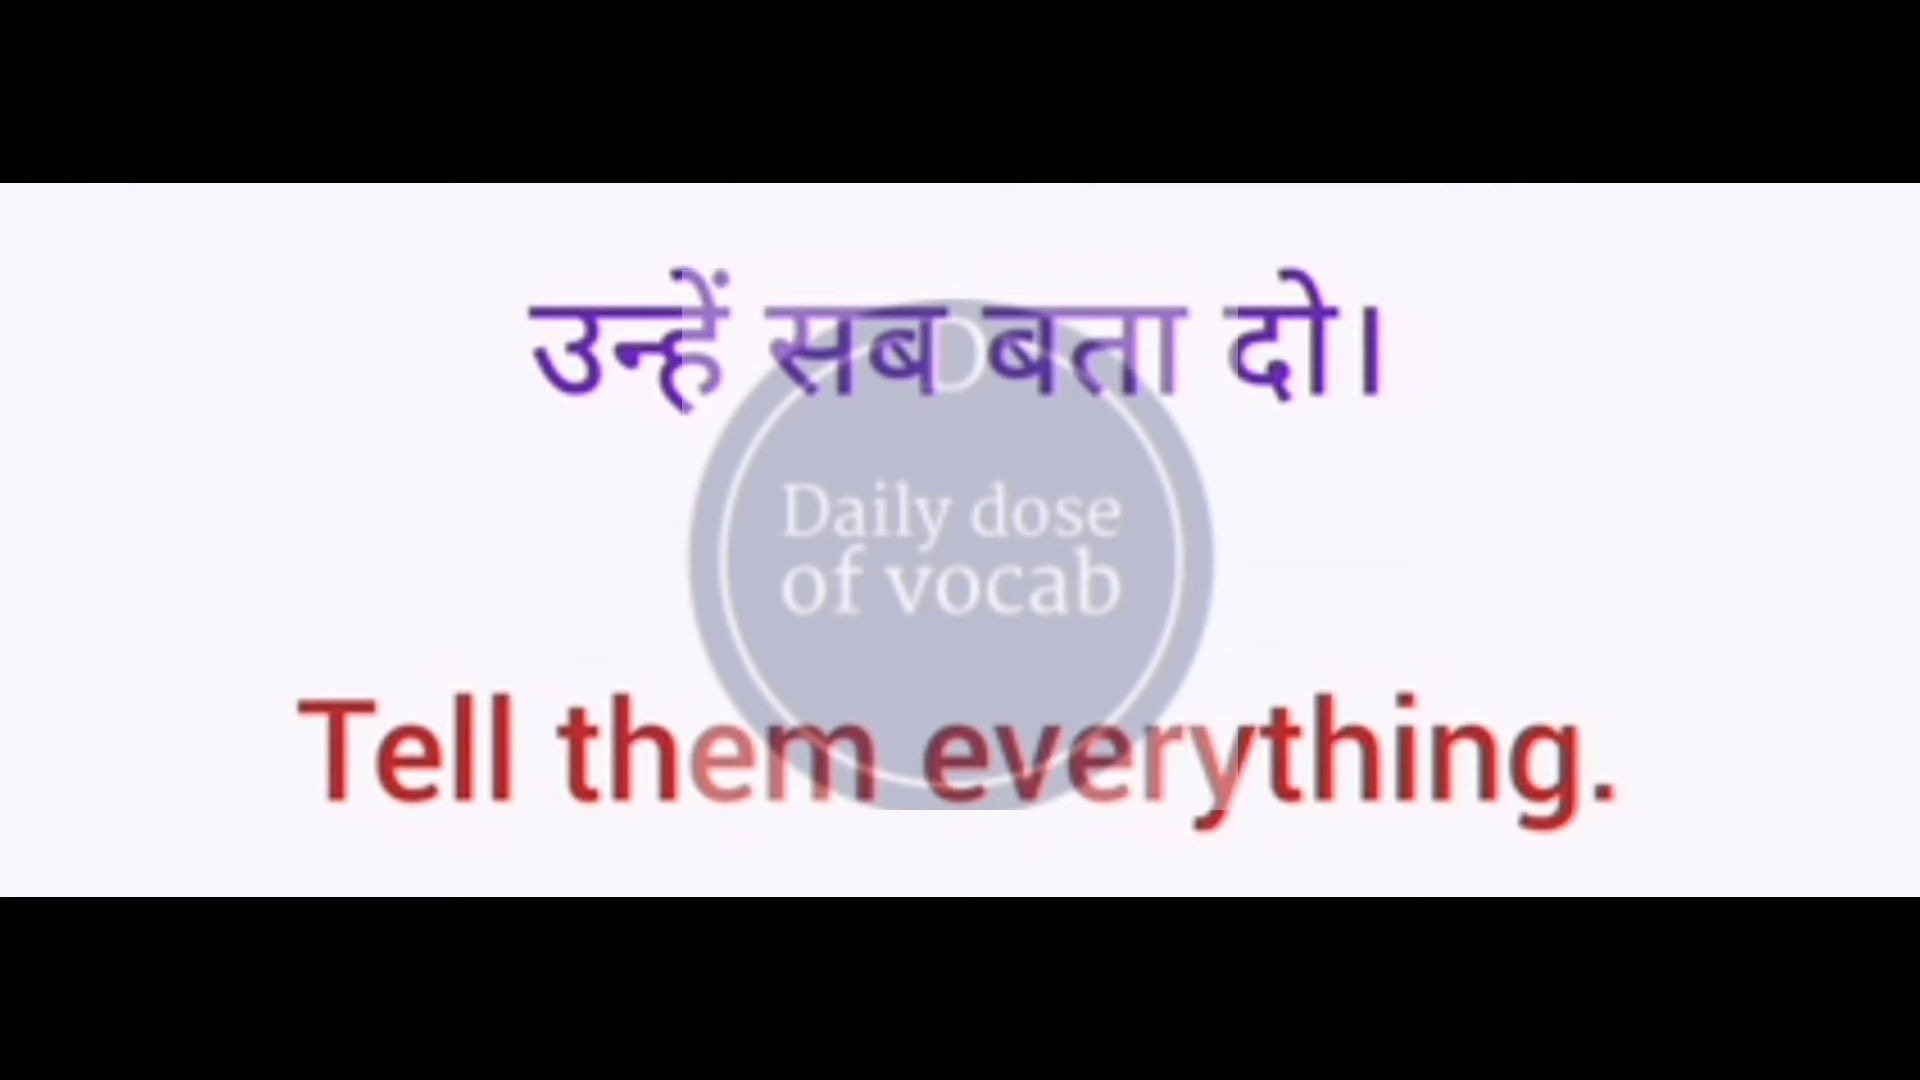 उन्हें सब बता दो।
D
Daily dose
of vocab
Tell them everything.